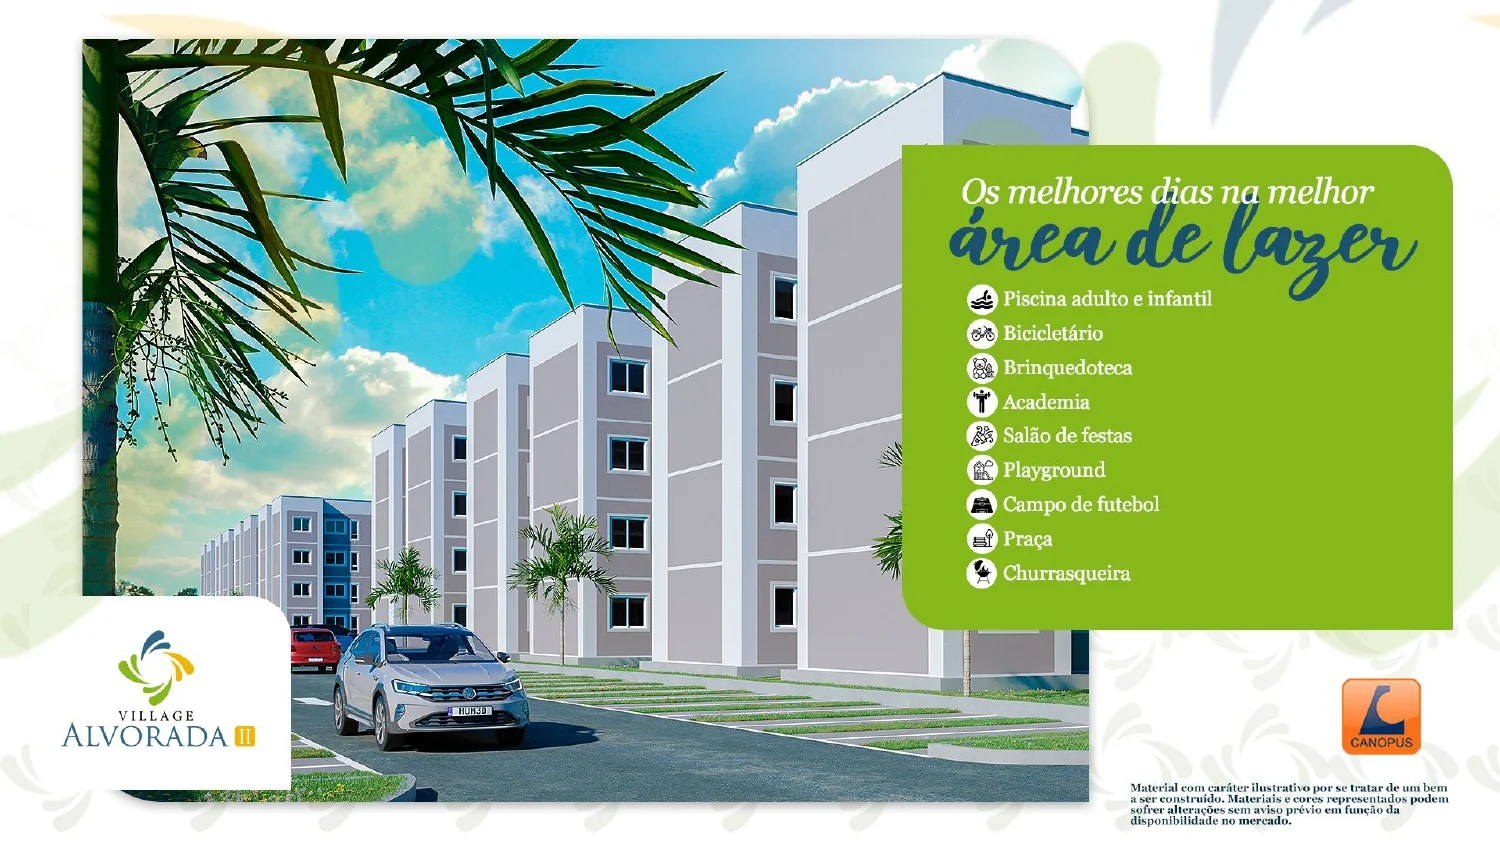 Os melhores dias na melhor
área de lazer
Piscina adulto e infantil
Bicicletário
Brinquedoteca
Academia
Salão de festas
Playground
Campo de futebol
Praça
Churrasqueira
HUM3D
VILLAGE
ALVORADA II
CANOPUS
Material com caráter ilustrativo por se tratar de um bem
a ser construído. Materiais e cores representados podem
sofrer alterações sem aviso prévio em função da
disponibilidade no mercado.